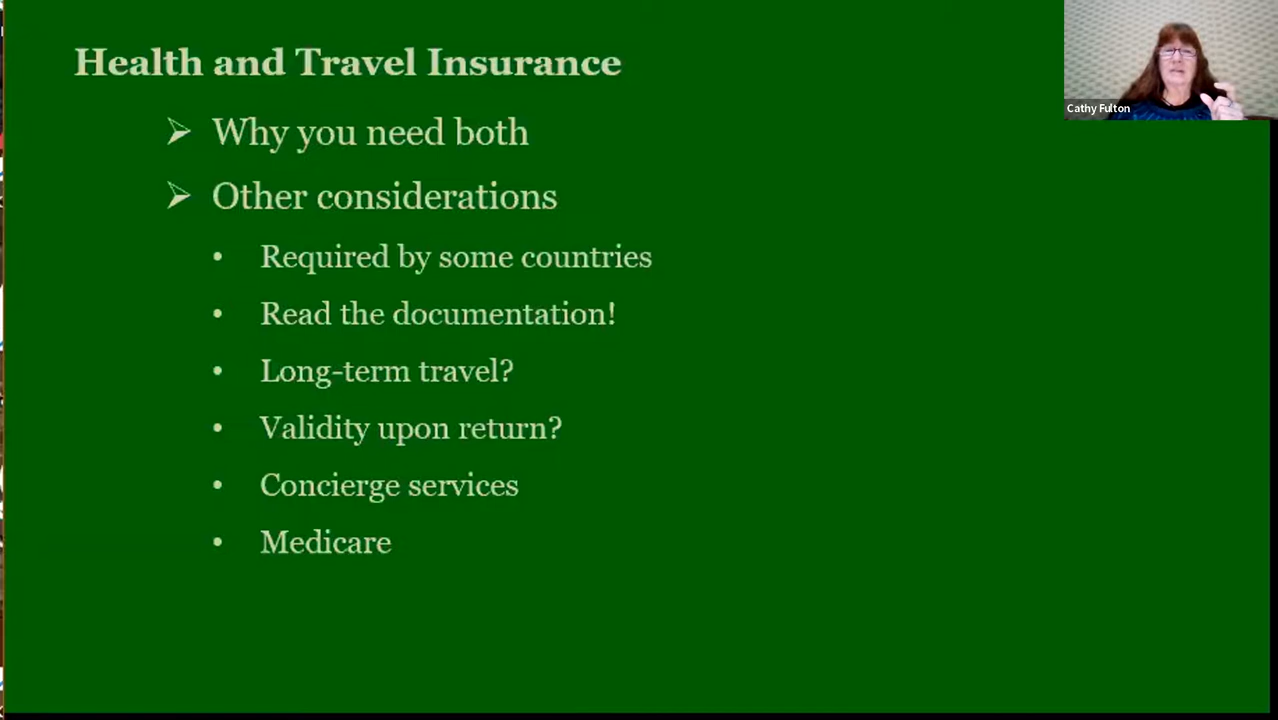 Health and Travel Insurance
➢ Why you need both
➢ Other considerations
• Required by some countries
• Read the documentation!
• Long-term travel?
• Validity upon return?
• Concierge services
• Medicare
Cathy Fulton